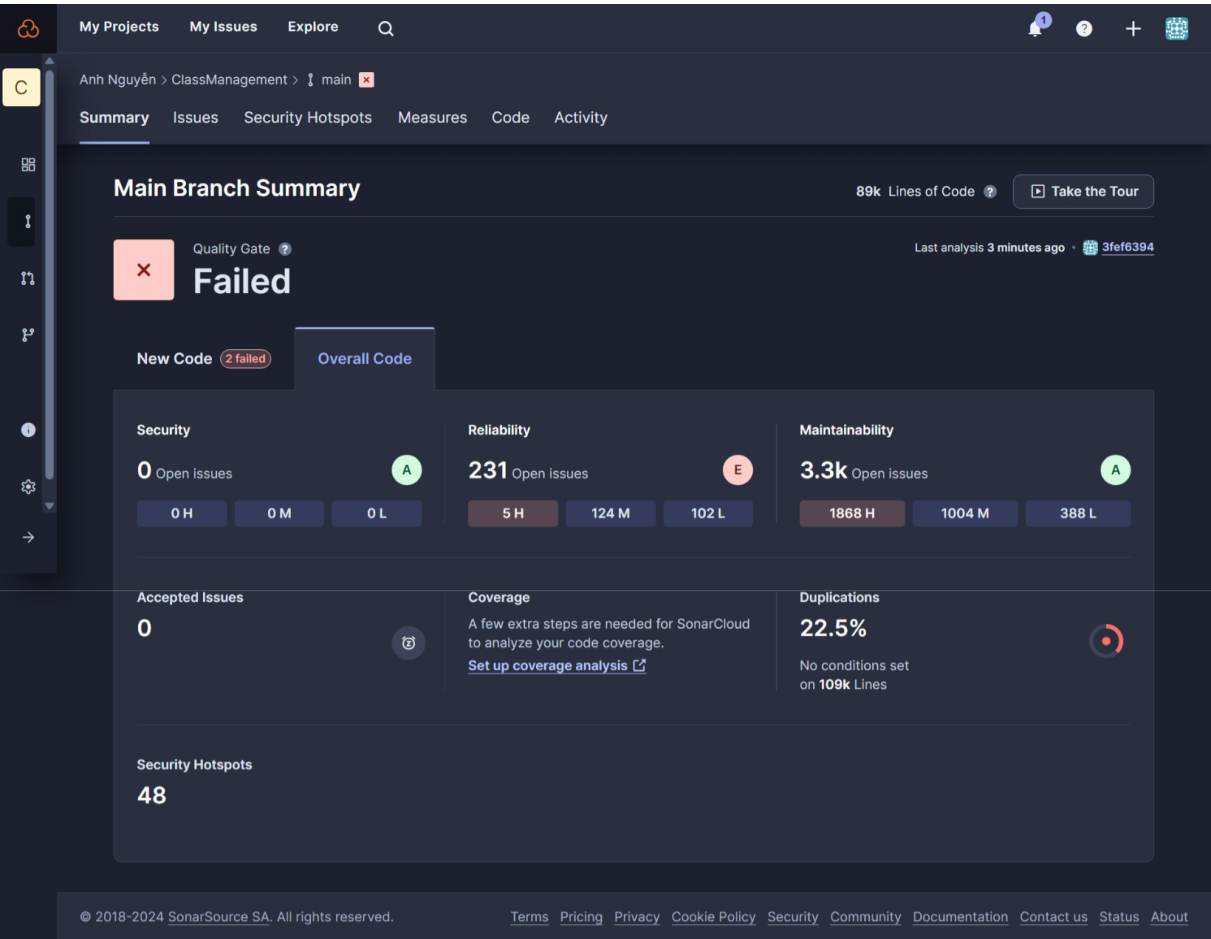 My Projects My Issues Explore 1
C
Anh Nguyễn > ClassManagement > main
Summary Issues Security Hotspots Measures Code Activity
Main Branch Summary
89k Lines of Code ? Take the Tour
Quality Gate ?
Failed
Last analysis 3 minutes ago · 3fef6394
New Code 2 failed Overall Code
Security Reliability Maintainability
0 Open issues A 231 Open issues E 3.3k Open issues A
0 H 0 M 0 L 5 H 124 M 102 L 1868 H 1004 M 388 L
Accepted Issues
0
Coverage
A few extra steps are needed for SonarCloud
to analyze your code coverage.
Set up coverage analysis
Duplications
22.5%
No conditions set
on 109k Lines
Security Hotspots
48
© 2018-2024 SonarSource SA. All rights reserved. Terms Pricing Privacy Cookie Policy Security Community Documentation Contact us Status About